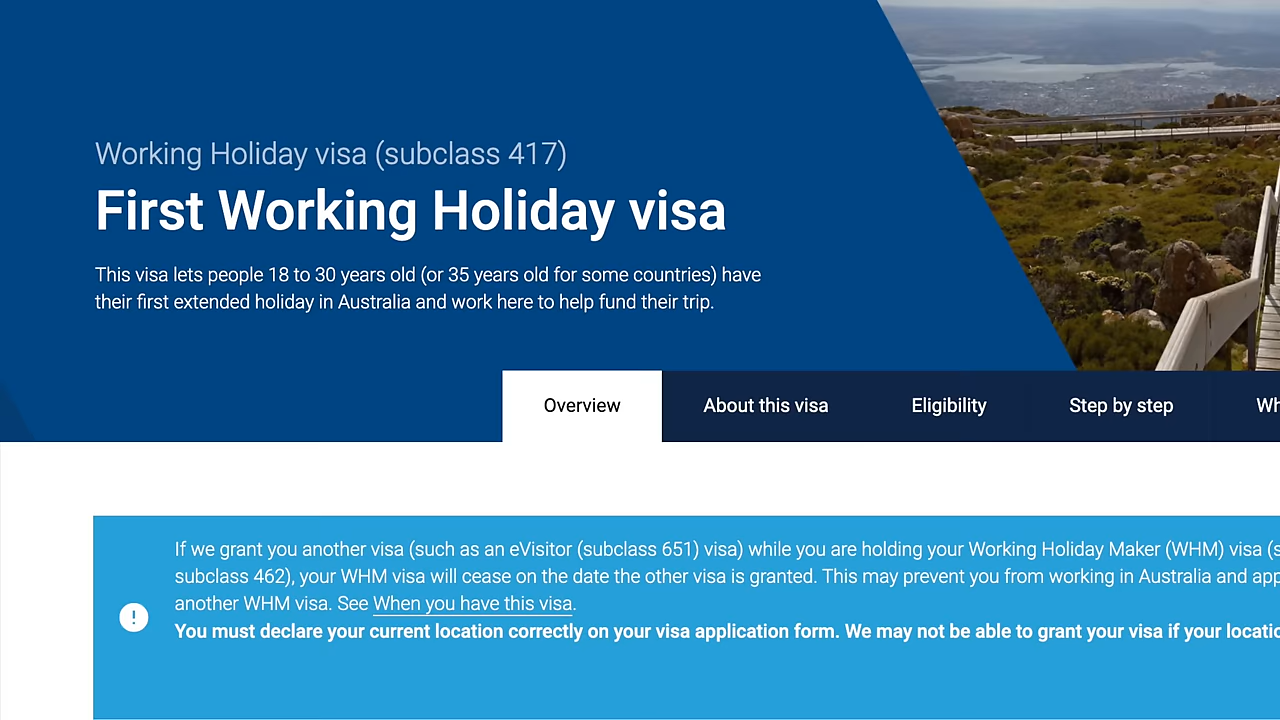 Working Holiday visa (subclass 417)
First Working Holiday visa
This visa lets people 18 to 30 years old (or 35 years old for some countries) have
their first extended holiday in Australia and work here to help fund their trip.
Overview About this visa Eligibility Step by step
If we grant you another visa (such as an eVisitor (subclass 651) visa) while you are holding your Working Holiday Maker (WHM) visa
subclass 462), your WHM visa will cease on the date the other visa is granted. This may prevent you from working in Australia and
another WHM visa. See When you have this visa.
You must declare your current location correctly on your visa application form. We may not be able to grant your visa if your